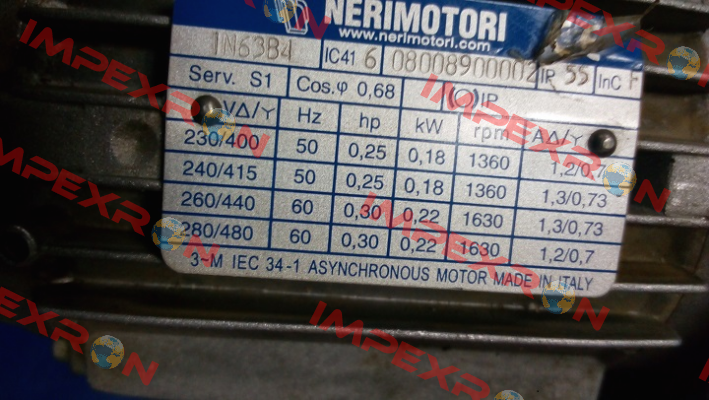 NERIMOTORI
www.nerimotori.com
1N63B4 IC41 6 08008900002 IP 55 InC F
Serv. S1 Cos.φ 0,68 IP
V∆/Y Hz hp kW rpm A∆/Y
230/400 50 0,25 0,18 1360 1,2/0,7
240/415 50 0,25 0,18 1360 1,3/0,73
260/440 60 0,30 0,22 1630 1,3/0,73
280/480 60 0,30 0,22 1630 1,2/0,7
3~M IEC 34-1 ASYNCHRONOUS MOTOR MADE IN ITALY
IMPEXRON
IMPEXRON
IMPEXRON
IMPEXRON
IMPEXRON